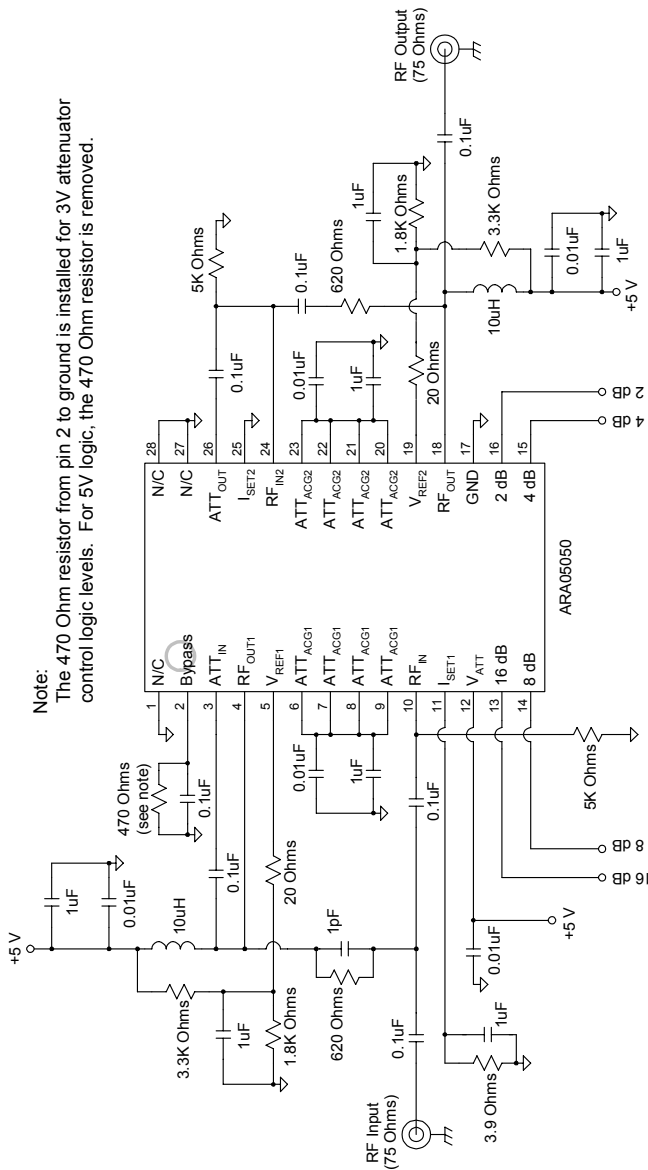 Note:
The 470 Ohm resistor from pin 2 to ground is installed for 3V attenuator
control logic levels. For 5V logic, the 470 Ohm resistor is removed.
+5 V
1uF
0.01uF
10uH
3.3K Ohms
1uF
1.8K Ohms
20 Ohms
620 Ohms
1pF
0.1uF
470 Ohms
(see note)
0.1uF
0.01uF
1uF
0.1uF
RF Input
(75 Ohms)
0.1uF
3.9 Ohms
1uF
0.01uF
+5 V
16 dB
8 dB
5K Ohms
1 N/C
2 Bypass
3 ATTIN
4 RFOUT1
5 VREF1
6 ATTACG1
7 ATTACG1
8 ATTACG1
9 ATTACG1
10 RFIN
11 ISET1
12 VATT
13 16 dB
14 8 dB
N/C 28
N/C 27
ATTOUT 26
ISET2 25
RFIN2 24
ATTACG2 23
ATTACG2 22
ATTACG2 21
ATTACG2 20
VREF2 19
RFOUT 18
GND 17
2 dB 16
4 dB 15
ARA05050
0.1uF
5K Ohms
0.1uF
620 Ohms
0.01uF
1uF
20 Ohms
1uF
1.8K Ohms
3.3K Ohms
10uH
0.01uF
1uF
+5 V
0.1uF
RF Output
(75 Ohms)
2 dB
4 dB